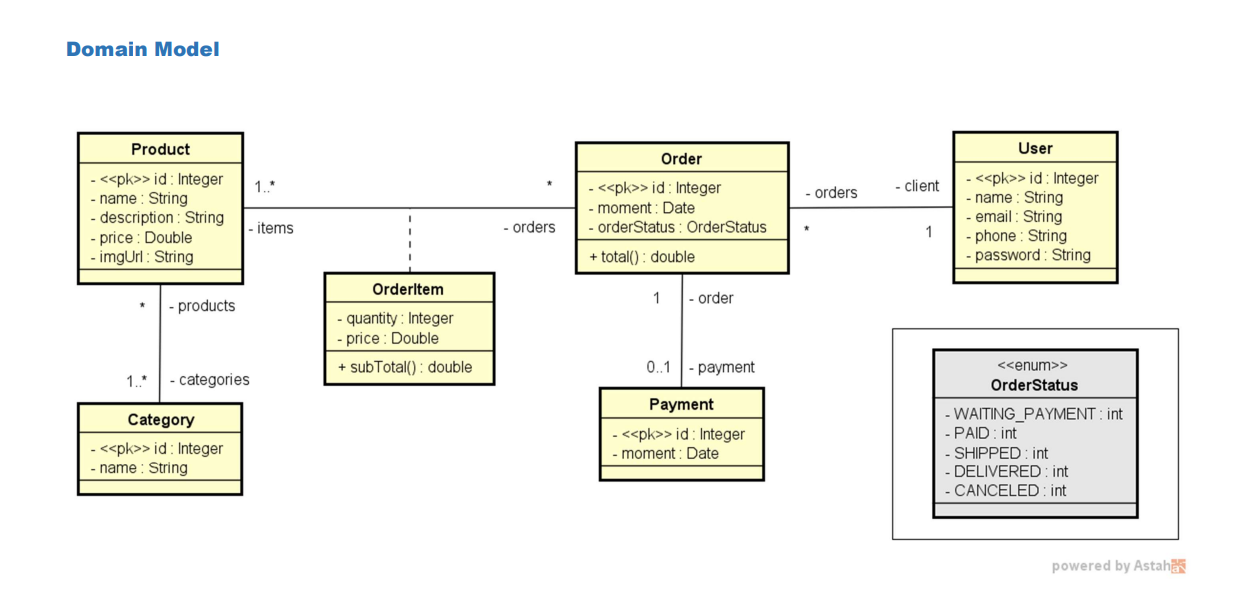 Domain Model
Product
- <<pk>> id : Integer
- name : String
- description : String
- price : Double
- imgUrl : String
1..*
- items
*
- orders
Order
- <<pk>> id : Integer
- moment : Date
- orderStatus : OrderStatus
+ total() : double
- orders
*
- client
1
User
- <<pk>> id : Integer
- name : String
- email : String
- phone : String
- password : String
OrderItem
- quantity : Integer
- price : Double
+ subTotal() : double
* - products
1..* - categories
Category
- <<pk>> id : Integer
- name : String
1 - order
0..1 - payment
Payment
- <<pk>> id : Integer
- moment : Date
<<enum>>
OrderStatus
- WAITING_PAYMENT : int
- PAID : int
- SHIPPED : int
- DELIVERED : int
- CANCELED : int
powered by Astah